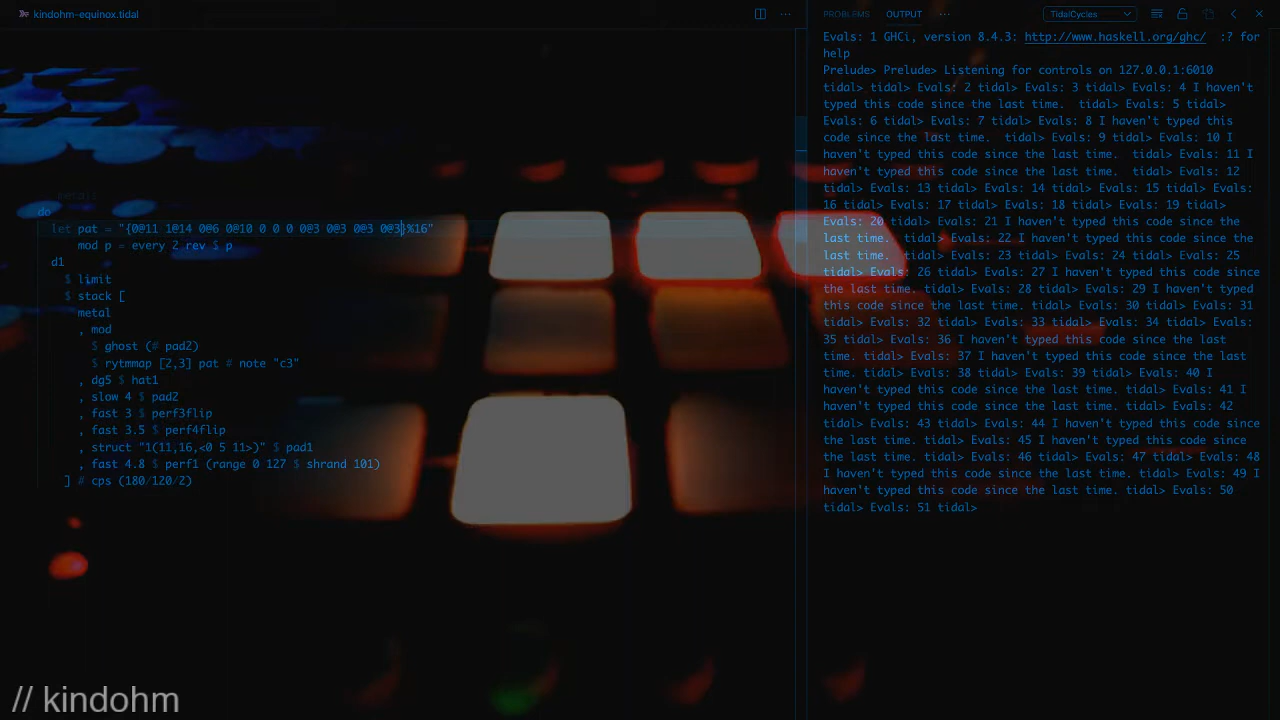 kindohm-equinox.tidal
PROBLEMS OUTPUT
TidalCycles
metals
do
let pat = "{0@11 1@14 0@6 0@10 0 0 0 0@3 0@3 0@3 0@3}%16"
mod p = every 2 rev $ p
d1
$ limit
$ stack [
metal
, mod
$ ghost (# pad2)
$ rytmmap [2,3] pat # note "c3"
, dg5 $ hat1
, slow 4 $ pad2
, fast 3 $ perf3flip
, fast 3.5 $ perf4flip
, struct "1(11,16,<0 5 11>)" $ pad1
, fast 4.8 $ perf1 (range 0 127 $ shrand 101)
] # cps (180/120/2)
Evals: 1 GHCi, version 8.4.3: http://www.haskell.org/ghc/ :? for
help
Prelude> Prelude> Listening for controls on 127.0.0.1:6010
tidal> tidal> Evals: 2 tidal> Evals: 3 tidal> Evals: 4 I haven't
typed this code since the last time. tidal> Evals: 5 tidal>
Evals: 6 tidal> Evals: 7 tidal> Evals: 8 I haven't typed this
code since the last time. tidal> Evals: 9 tidal> Evals: 10 I
haven't typed this code since the last time. tidal> Evals: 11 I
haven't typed this code since the last time. tidal> Evals: 12
tidal> Evals: 13 tidal> Evals: 14 tidal> Evals: 15 tidal> Evals:
16 tidal> Evals: 17 tidal> Evals: 18 tidal> Evals: 19 tidal>
Evals: 20 tidal> Evals: 21 I haven't typed this code since the
last time. tidal> Evals: 22 I haven't typed this code since the
last time. tidal> Evals: 23 tidal> Evals: 24 tidal> Evals: 25
tidal> Evals: 26 tidal> Evals: 27 I haven't typed this code since
the last time. tidal> Evals: 28 tidal> Evals: 29 I haven't typed
this code since the last time. tidal> Evals: 30 tidal> Evals: 31
tidal> Evals: 32 tidal> Evals: 33 tidal> Evals: 34 tidal> Evals:
35 tidal> Evals: 36 I haven't typed this code since the last
time. tidal> Evals: 37 I haven't typed this code since the last
time. tidal> Evals: 38 tidal> Evals: 39 tidal> Evals: 40 I
haven't typed this code since the last time. tidal> Evals: 41 I
haven't typed this code since the last time. tidal> Evals: 42
tidal> Evals: 43 tidal> Evals: 44 I haven't typed this code since
the last time. tidal> Evals: 45 I haven't typed this code since
the last time. tidal> Evals: 46 tidal> Evals: 47 tidal> Evals: 48
I haven't typed this code since the last time. tidal> Evals: 49 I
haven't typed this code since the last time. tidal> Evals: 50
tidal> Evals: 51 tidal>
// kindohm